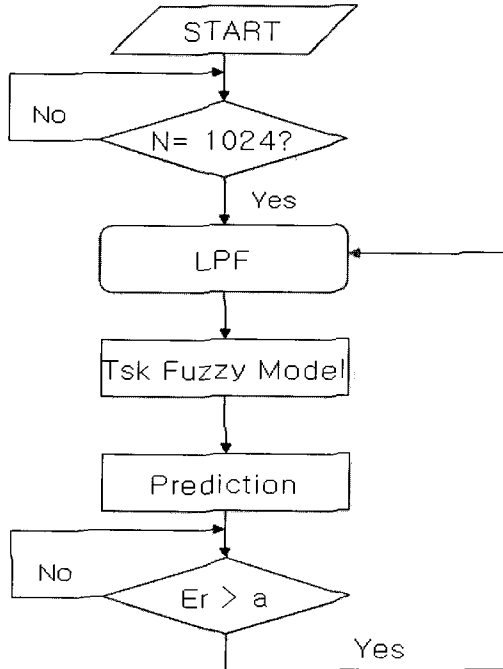 START
No
N= 1024?
Yes
LPF
Tsk Fuzzy Model
Prediction
No
Er > a
Yes